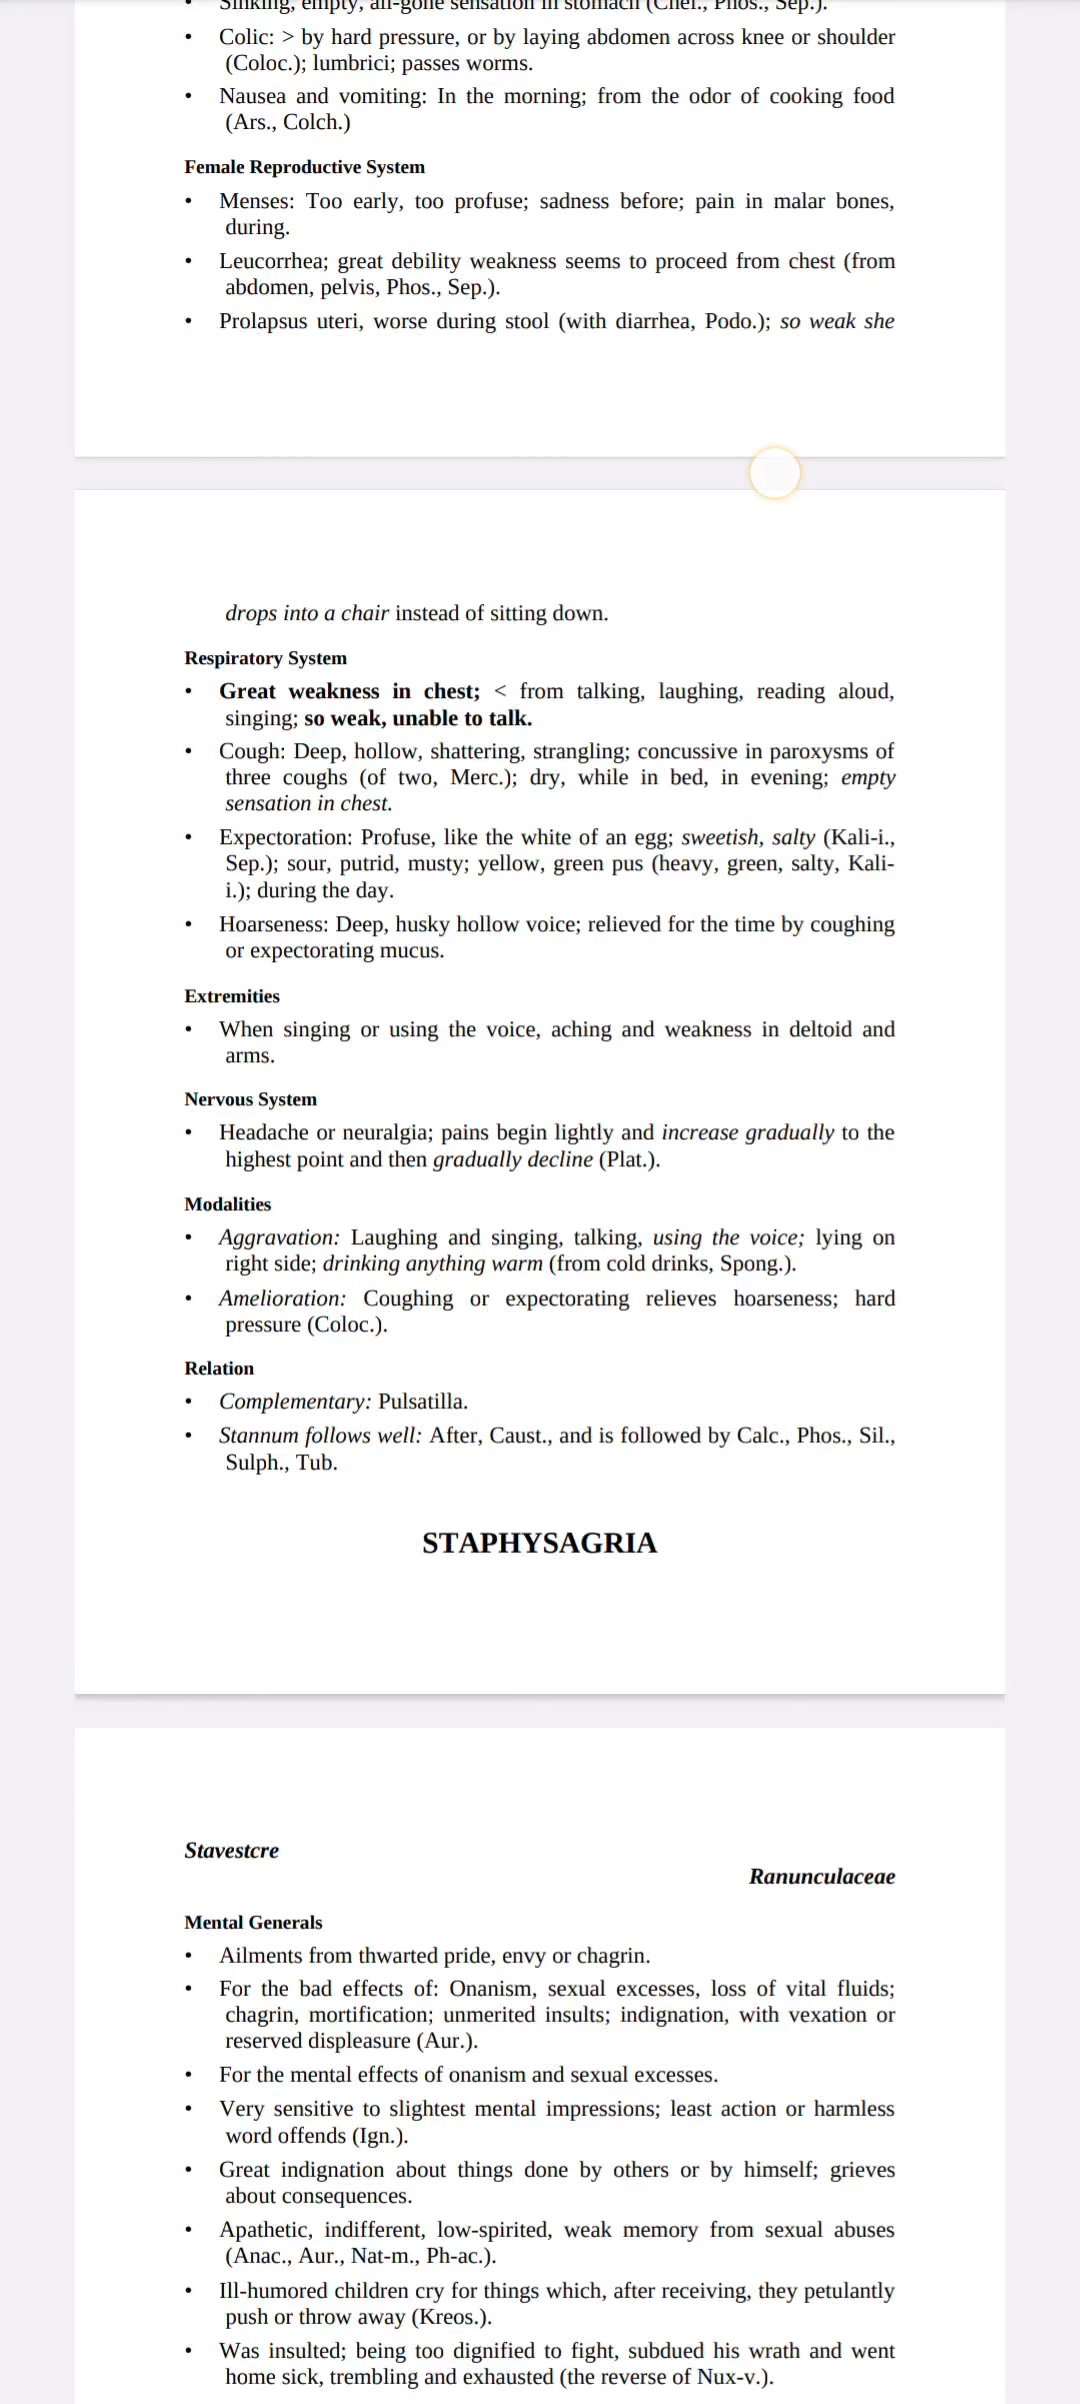 Sinking, empty, all-gone sensation in stomach (Chel., Phos., Sep.).
• Colic: > by hard pressure, or by laying abdomen across knee or shoulder
(Coloc.); lumbrici; passes worms.
• Nausea and vomiting: In the morning; from the odor of cooking food
(Ars., Colch.)
Female Reproductive System
• Menses: Too early, too profuse; sadness before; pain in malar bones,
during.
• Leucorrhea; great debility weakness seems to proceed from chest (from
abdomen, pelvis, Phos., Sep.).
• Prolapsus uteri, worse during stool (with diarrhea, Podo.); so weak she
drops into a chair instead of sitting down.
Respiratory System
• Great weakness in chest; < from talking, laughing, reading aloud,
singing; so weak, unable to talk.
• Cough: Deep, hollow, shattering, strangling; concussive in paroxysms of
three coughs (of two, Merc.); dry, while in bed, in evening; empty
sensation in chest.
• Expectoration: Profuse, like the white of an egg; sweetish, salty (Kali-i.,
Sep.); sour, putrid, musty; yellow, green pus (heavy, green, salty, Kali-
i.); during the day.
• Hoarseness: Deep, husky hollow voice; relieved for the time by coughing
or expectorating mucus.
Extremities
• When singing or using the voice, aching and weakness in deltoid and
arms.
Nervous System
• Headache or neuralgia; pains begin lightly and increase gradually to the
highest point and then gradually decline (Plat.).
Modalities
• Aggravation: Laughing and singing, talking, using the voice; lying on
right side; drinking anything warm (from cold drinks, Spong.).
• Amelioration: Coughing or expectorating relieves hoarseness; hard
pressure (Coloc.).
Relation
• Complementary: Pulsatilla.
• Stannum follows well: After, Caust., and is followed by Calc., Phos., Sil.,
Sulph., Tub.
STAPHYSAGRIA
Stavestcre
Ranunculaceae
Mental Generals
• Ailments from thwarted pride, envy or chagrin.
• For the bad effects of: Onanism, sexual excesses, loss of vital fluids;
chagrin, mortification; unmerited insults; indignation, with vexation or
reserved displeasure (Aur.).
• For the mental effects of onanism and sexual excesses.
• Very sensitive to slightest mental impressions; least action or harmless
word offends (Ign.).
• Great indignation about things done by others or by himself; grieves
about consequences.
• Apathetic, indifferent, low-spirited, weak memory from sexual abuses
(Anac., Aur., Nat-m., Ph-ac.).
• Ill-humored children cry for things which, after receiving, they petulantly
push or throw away (Kreos.).
• Was insulted; being too dignified to fight, subdued his wrath and went
home sick, trembling and exhausted (the reverse of Nux-v.).